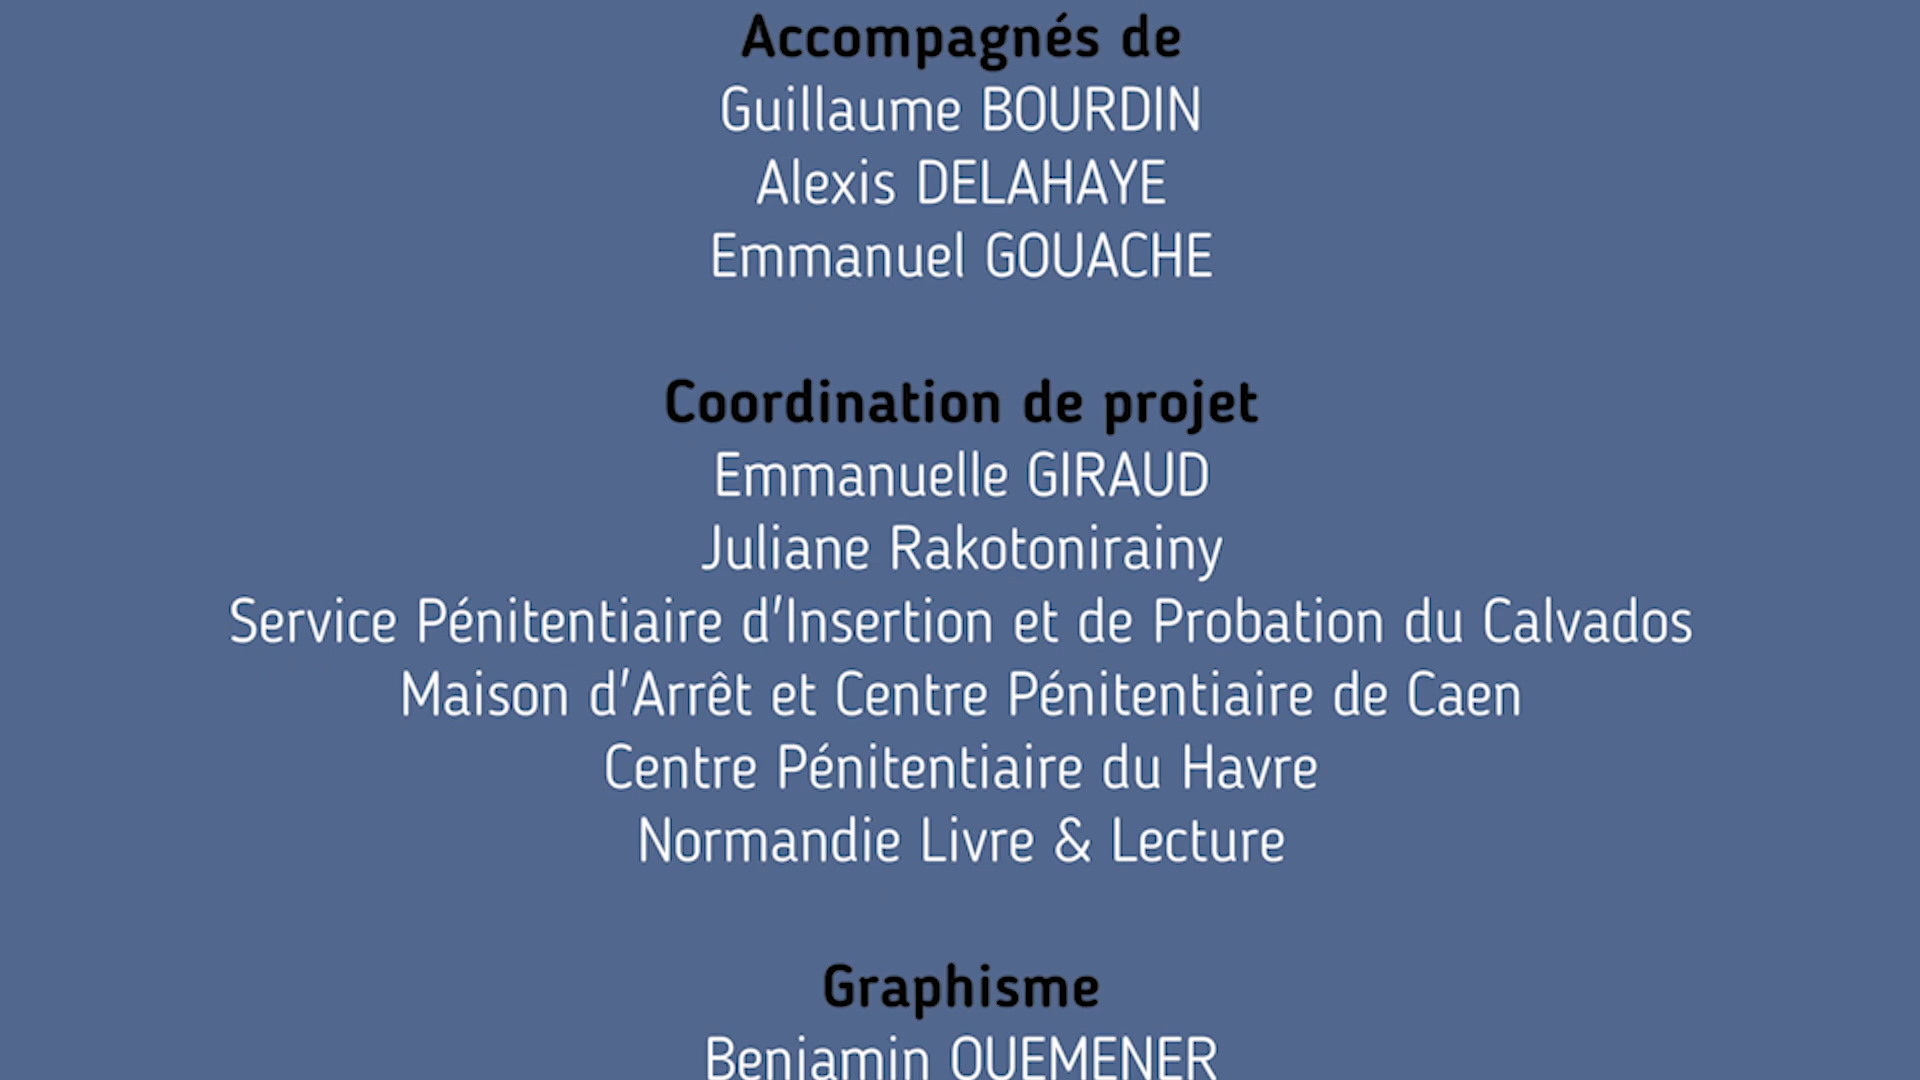 Accompagnés de
Guillaume BOURDIN
Alexis DELAHAYE
Emmanuel GOUACHE
Coordination de projet
Emmanuelle GIRAUD
Juliane Rakotonirainy
Service Pénitentiaire d'Insertion et de Probation du Calvados
Maison d'Arrêt et Centre Pénitentiaire de Caen
Centre Pénitentiaire du Havre
Normandie Livre & Lecture
Graphisme
Benjamin QUEMENER